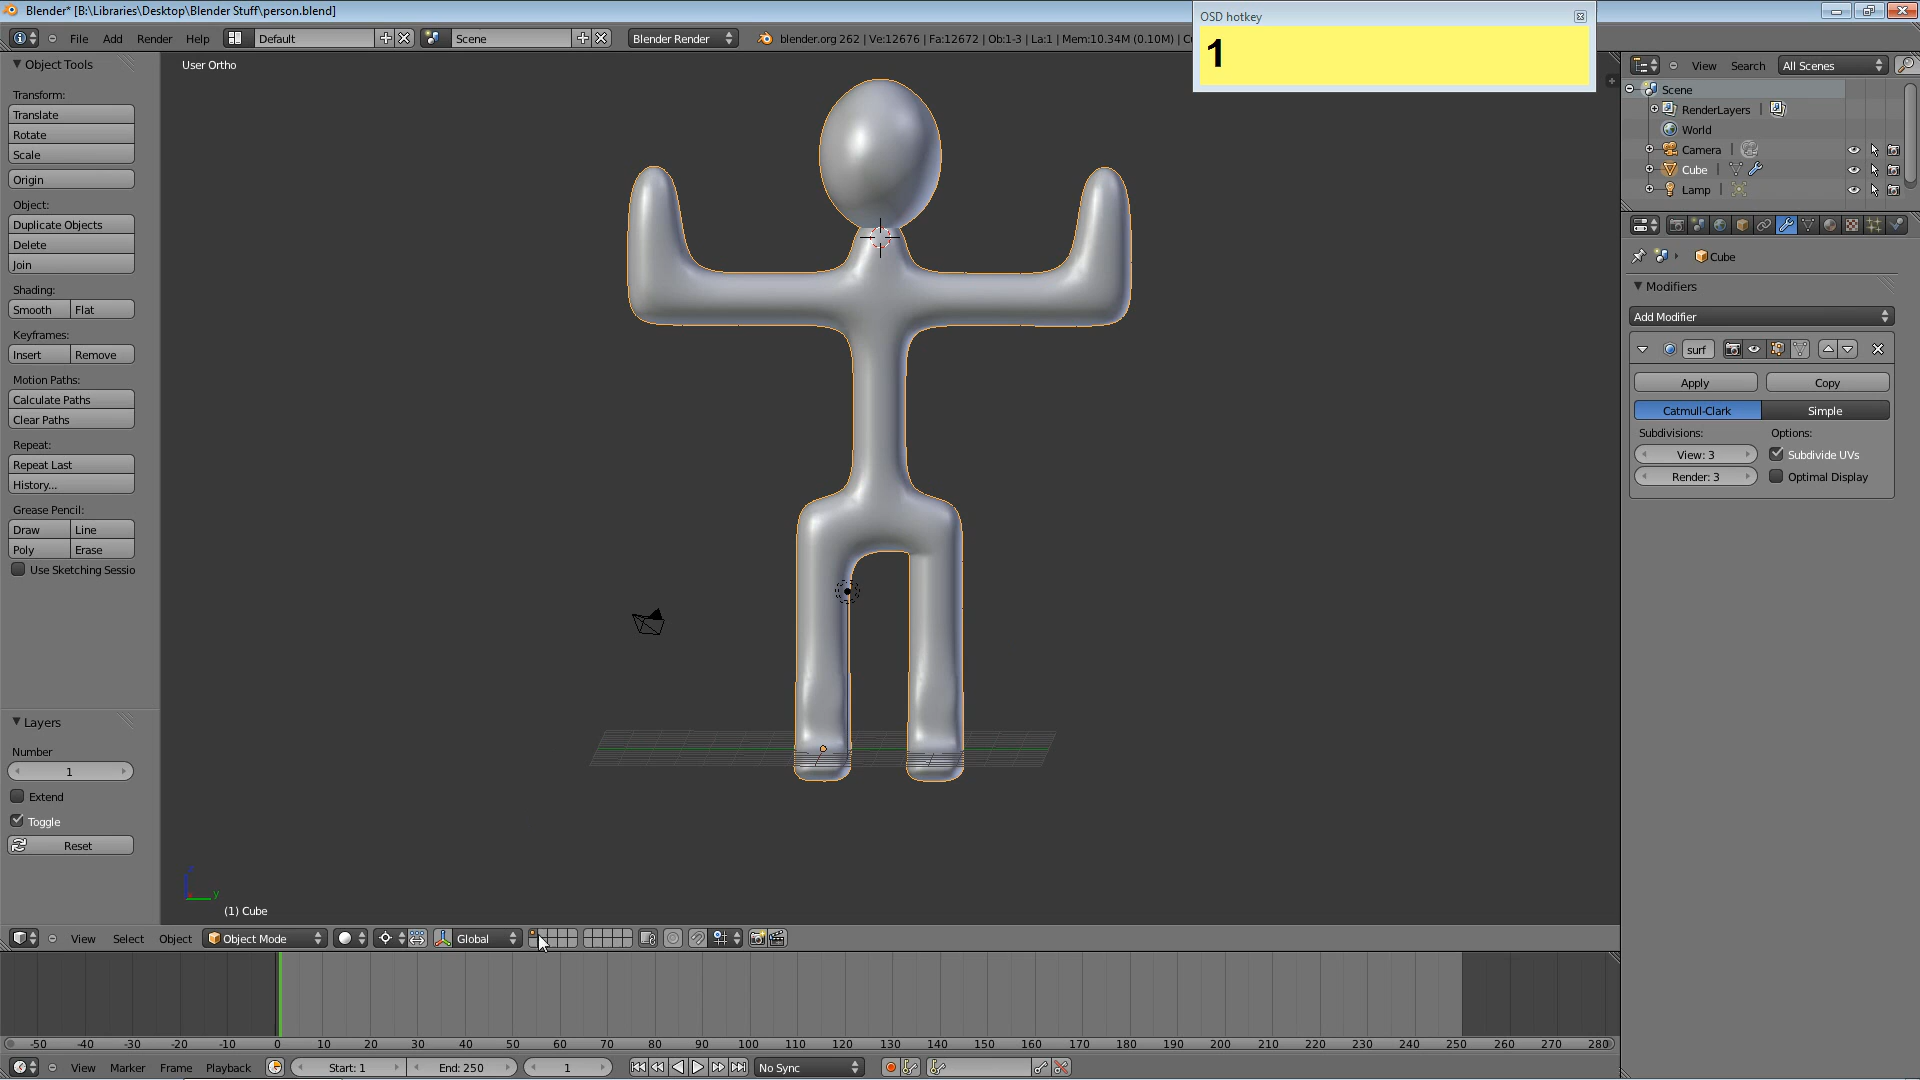 Blender* [B:\Libraries\Desktop\Blender Stuff\person.blend]
OSD hotkey
1
File Add Render Help Default Scene Blender Render blender.org 262 | Ve:12676 | Fa:12672 | Ob:1-3 | La:1 | Mem:10.34M (0.10M) | C
Object Tools
User Ortho
View Search All Scenes
Scene
RenderLayers
World
Camera
Cube
Lamp
Transform:
Translate
Rotate
Scale
Origin
Object:
Duplicate Objects
Delete
Join
Shading:
Smooth Flat
Keyframes:
Insert Remove
Motion Paths:
Calculate Paths
Clear Paths
Repeat:
Repeat Last
History...
Grease Pencil:
Draw Line
Poly Erase
Use Sketching Sessio
Cube
Modifiers
Add Modifier
surf
Apply Copy
Catmull-Clark Simple
Subdivisions: Options:
View: 3 Subdivide UVs
Render: 3 Optimal Display
Layers
Number
1
Extend
Toggle
Reset
y
(1) Cube
View Select Object Object Mode Global
-50 -40 -30 -20 -10 0 10 20 30 40 50 60 70 80 90 100 110 120 130 140 150 160 170 180 190 200 210 220 230 240 250 260 270 280
View Marker Frame Playback Start: 1 End: 250 1 No Sync